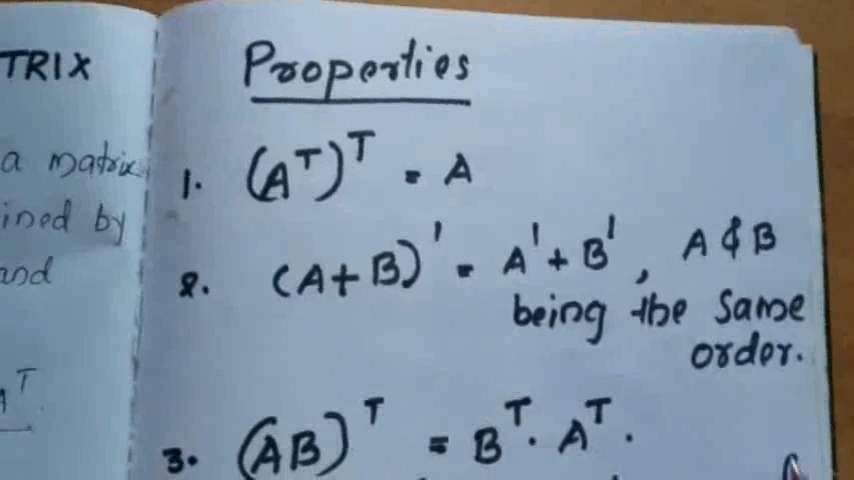 TRIX
a matrix
ined by
and
A^T.
Properties
1. (A^T)^T = A
2. (A+B)' = A' + B', A & B
being the same
order.
3. (AB)^T = B^T. A^T.